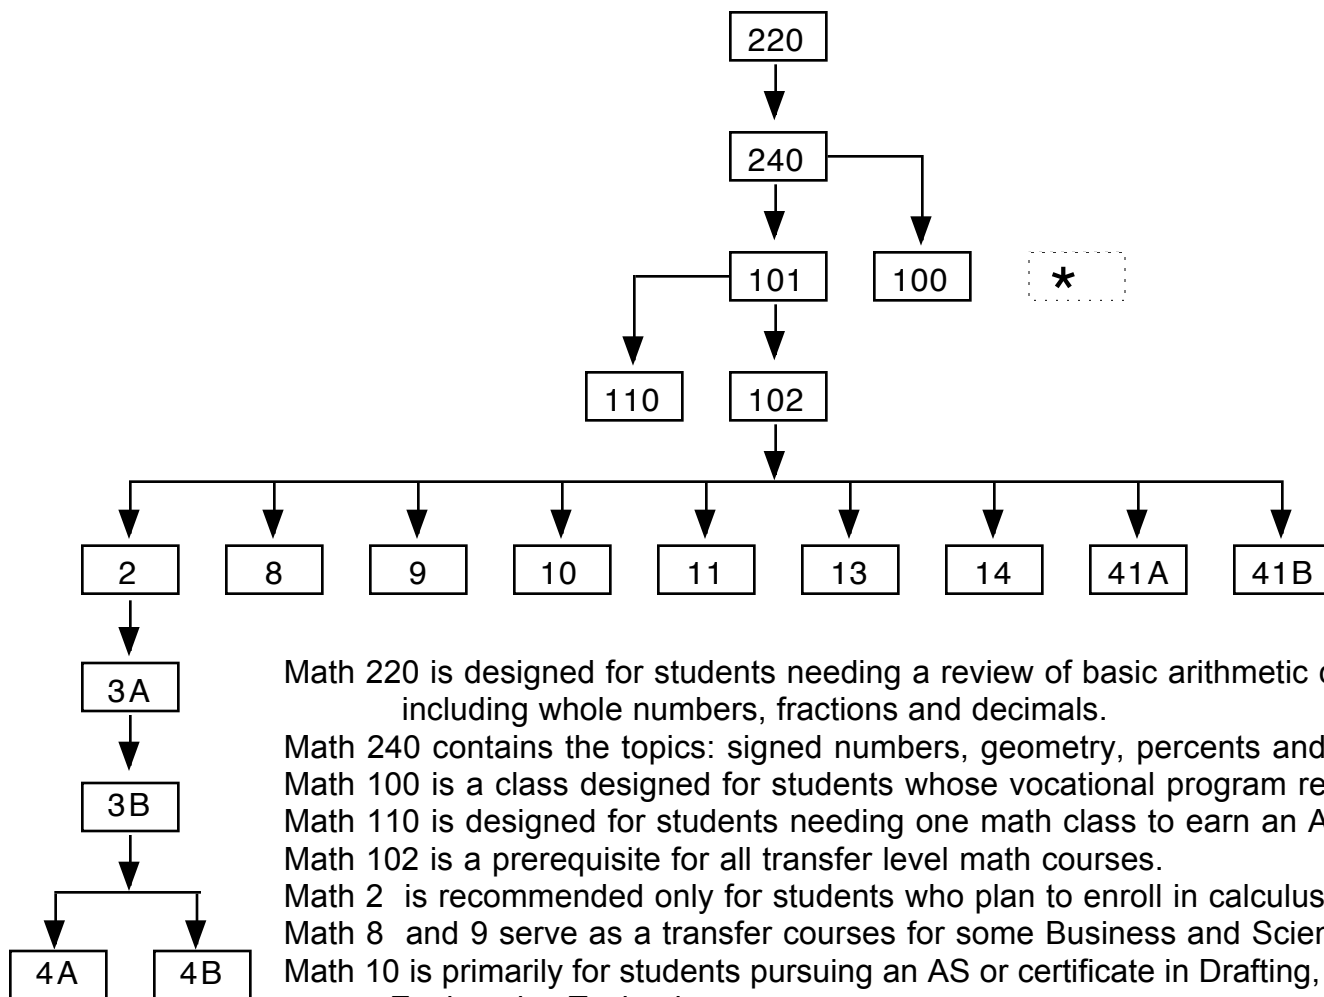 220
240
101 100 *
110 102
2 8 9 10 11 13 14 41A 41B
3A
Math 220 is designed for students needing a review of basic arithmetic
including whole numbers, fractions and decimals.
Math 240 contains the topics: signed numbers, geometry, percents and
3B
Math 100 is a class designed for students whose vocational program
Math 110 is designed for students needing one math class to earn an
Math 102 is a prerequisite for all transfer level math courses.
Math 2 is recommended only for students who plan to enroll in calculus
Math 8 and 9 serve as a transfer courses for some Business and
4A 4B
Math 10 is primarily for students pursuing an AS or certificate in Drafting,